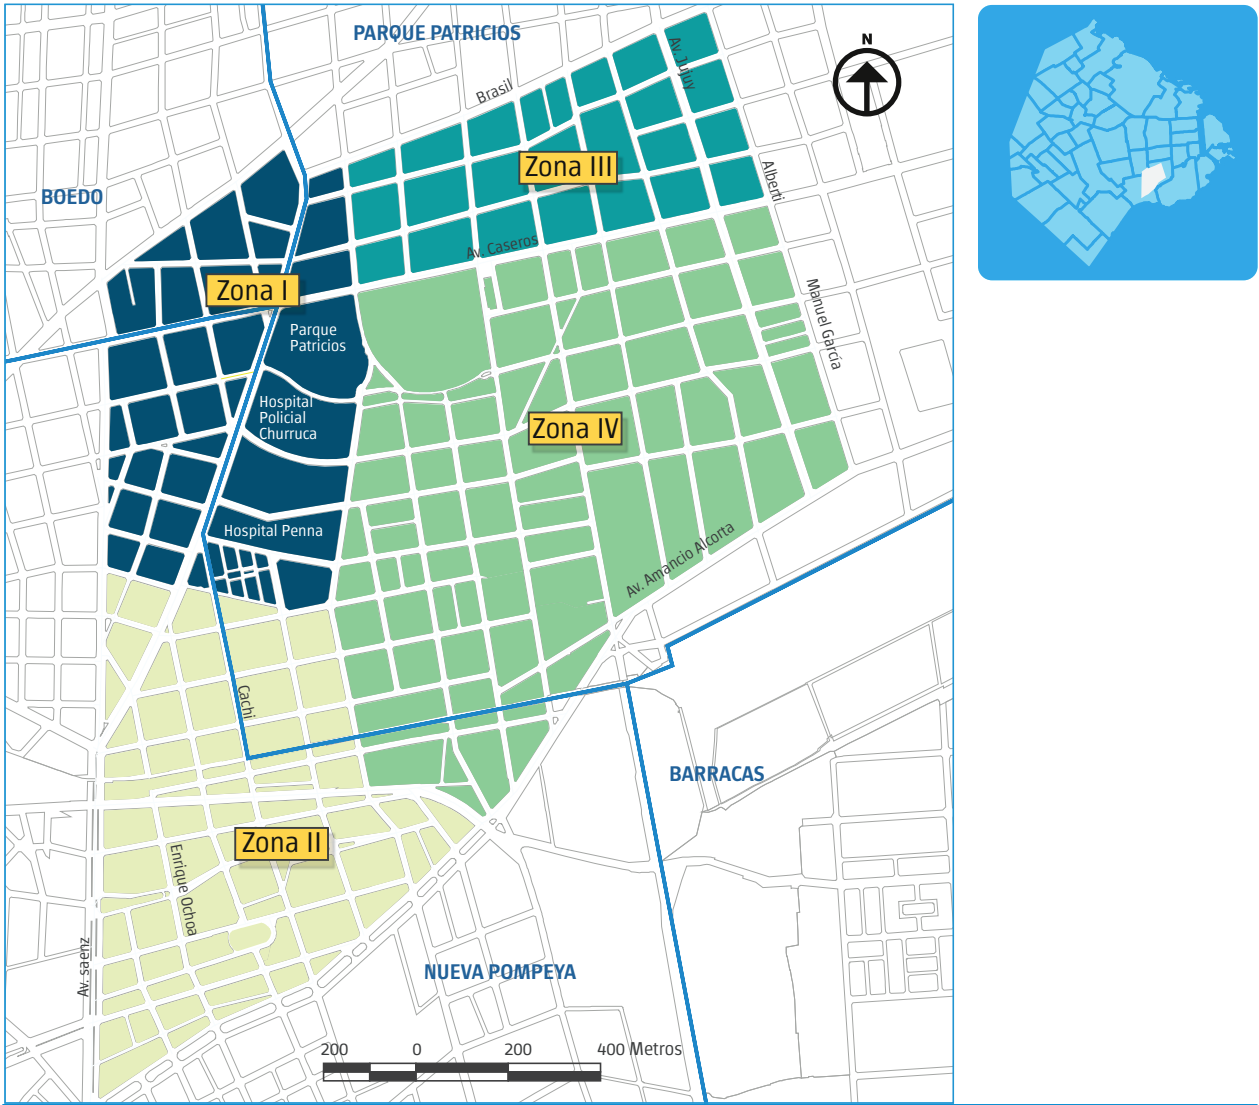 PARQUE PATRICIOS
N
Av. Jujuy
Brasil
Zona III
BOEDO
Alberti
Av. Caseros
Zona I
Manuel García
Parque
Patricios
Hospital
Policial
Churruca
Zona IV
Hospital Penna
Av. Amancio Alcorta
Cachi
BARRACAS
Zona II
Enrique Ochoa
Av. saenz
NUEVA POMPEYA
200 0 200 400 Metros